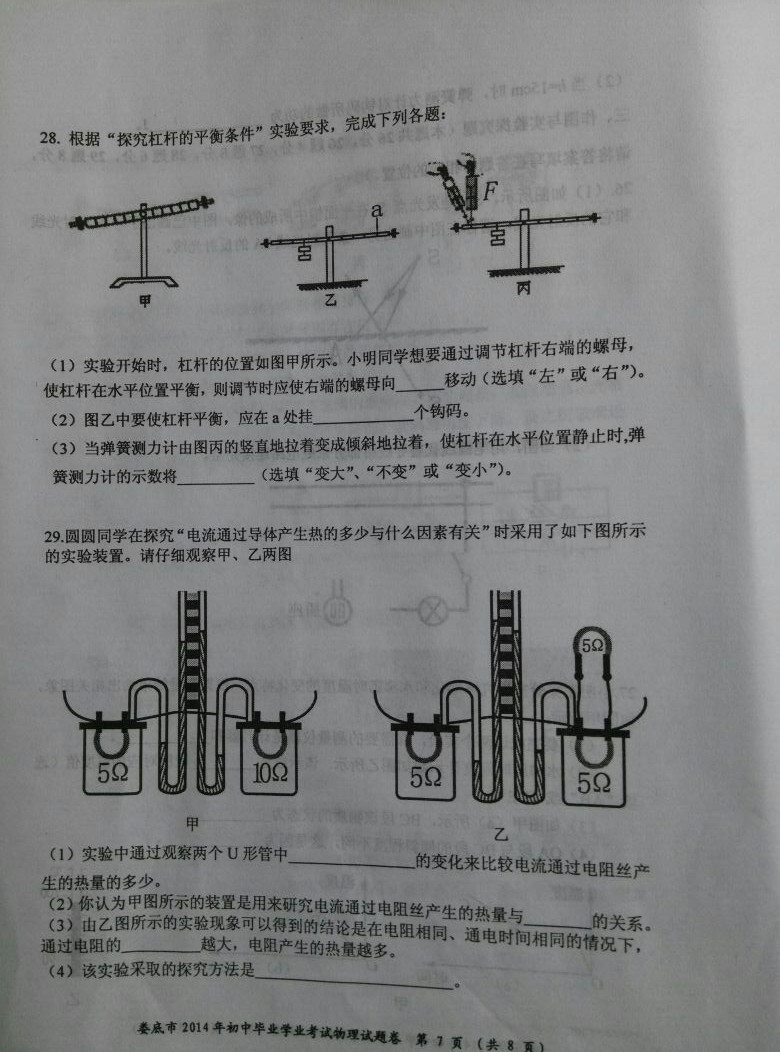 28. 根据“探究杠杆的平衡条件”实验要求，完成下列各题：
F
a
甲
乙
丙
（1）实验开始时，杠杆的位置如图甲所示。小明同学想要通过调节杠杆右端的螺母，
使杠杆在水平位置平衡，则调节时应使右端的螺母向______移动（选填“左”或“右”）。
（2）图乙中要使杠杆平衡，应在 a 处挂____________个钩码。
（3）当弹簧测力计由图丙的竖直地拉着变成倾斜地拉着，使杠杆在水平位置静止时,弹
簧测力计的示数将__________（选填“变大”、“不变”或“变小”）。
29.圆圆同学在探究“电流通过导体产生热的多少与什么因素有关”时采用了如下图所示
的实验装置。请仔细观察甲、乙两图
5Ω
5Ω
10Ω
5Ω
5Ω
甲
乙
（1）实验中通过观察两个 U 形管中________________的变化来比较电流通过电阻丝产
生的热量的多少。
（2）你认为甲图所示的装置是用来研究电流通过电阻丝产生的热量与________的关系。
（3）由乙图所示的实验现象可以得到的结论是在电阻相同、通电时间相同的情况下，
通过电阻的__________越大，电阻产生的热量越多。
（4）该实验采取的探究方法是________________________。
娄底市 2014 年初中毕业学业考试物理试题卷 第 7 页（共 8 页）